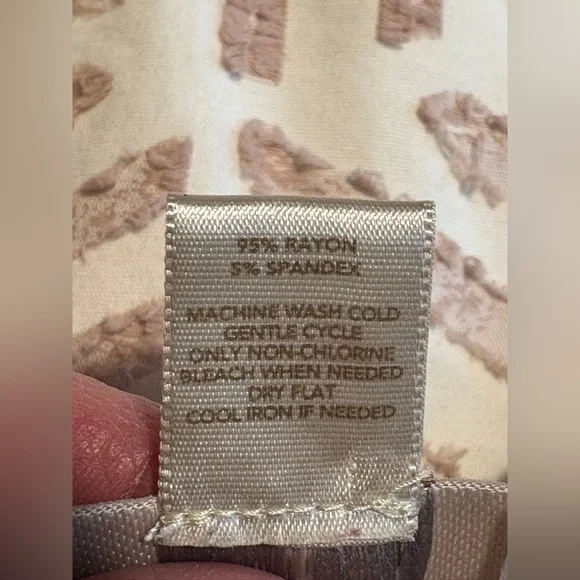 95% RAYON
5% SPANDEX
MACHINE WASH COLD
GENTLE CYCLE
ONLY NON-CHLORINE
BLEACH WHEN NEEDED
DRY FLAT
COOL IRON IF NEEDED